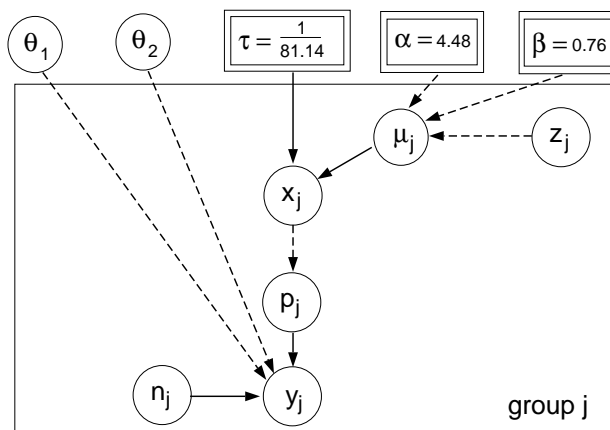 θ1
θ2
τ = 1/81.14
α = 4.48
β = 0.76
μj
zj
xj
pj
nj
yj
group j